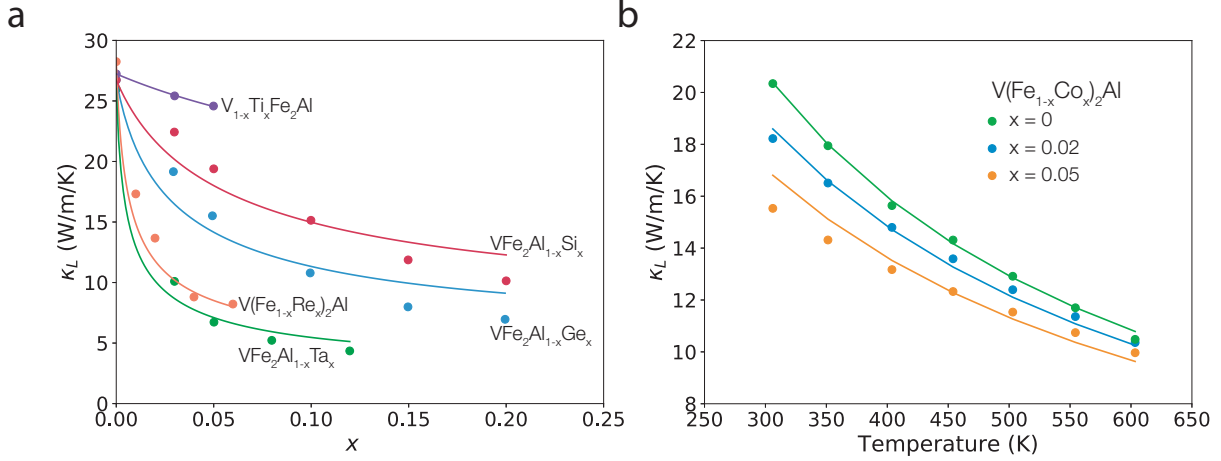 a
30
25
20
15
10
5
0
0.00 0.05 0.10 0.15 0.20 0.25
κL (W/m/K)
x
V1-xTixFe2Al
VFe2Al1-xSix
V(Fe1-xRex)2Al
VFe2Al1-xGex
VFe2Al1-xTax
b
22
20
18
16
14
12
10
8
250 300 350 400 450 500 550 600 650
κL (W/m/K)
Temperature (K)
V(Fe1-xCox)2Al
x = 0
x = 0.02
x = 0.05